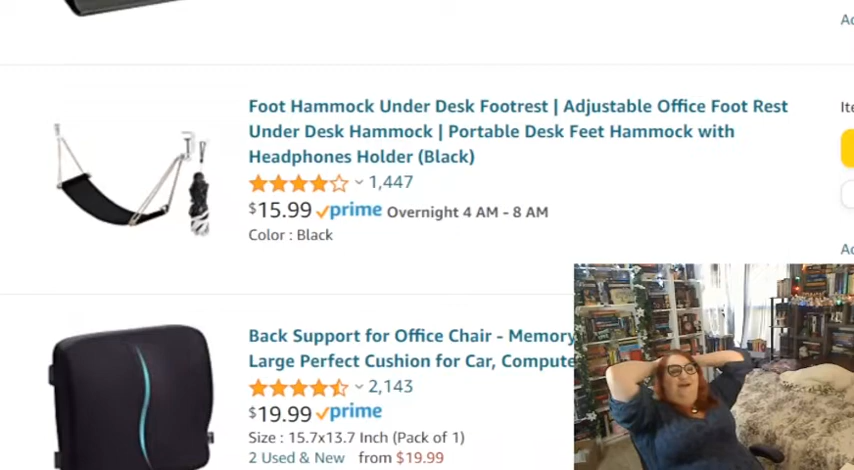 Ac
Foot Hammock Under Desk Footrest | Adjustable Office Foot Rest
Under Desk Hammock | Portable Desk Feet Hammock with
Headphones Holder (Black)
1,447
$15.99 prime Overnight 4 AM - 8 AM
Color : Black
Ite
Ac
Back Support for Office Chair - Memory
Large Perfect Cushion for Car, Compute
2,143
$19.99 prime
Size : 15.7x13.7 Inch (Pack of 1)
2 Used & New from $19.99